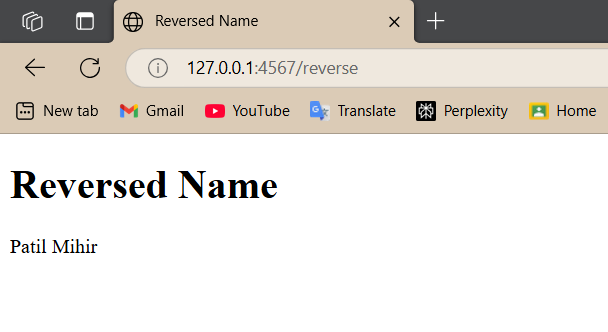 Reversed Name
127.0.0.1:4567/reverse
New tab Gmail YouTube Translate Perplexity Home
Reversed Name
Patil Mihir